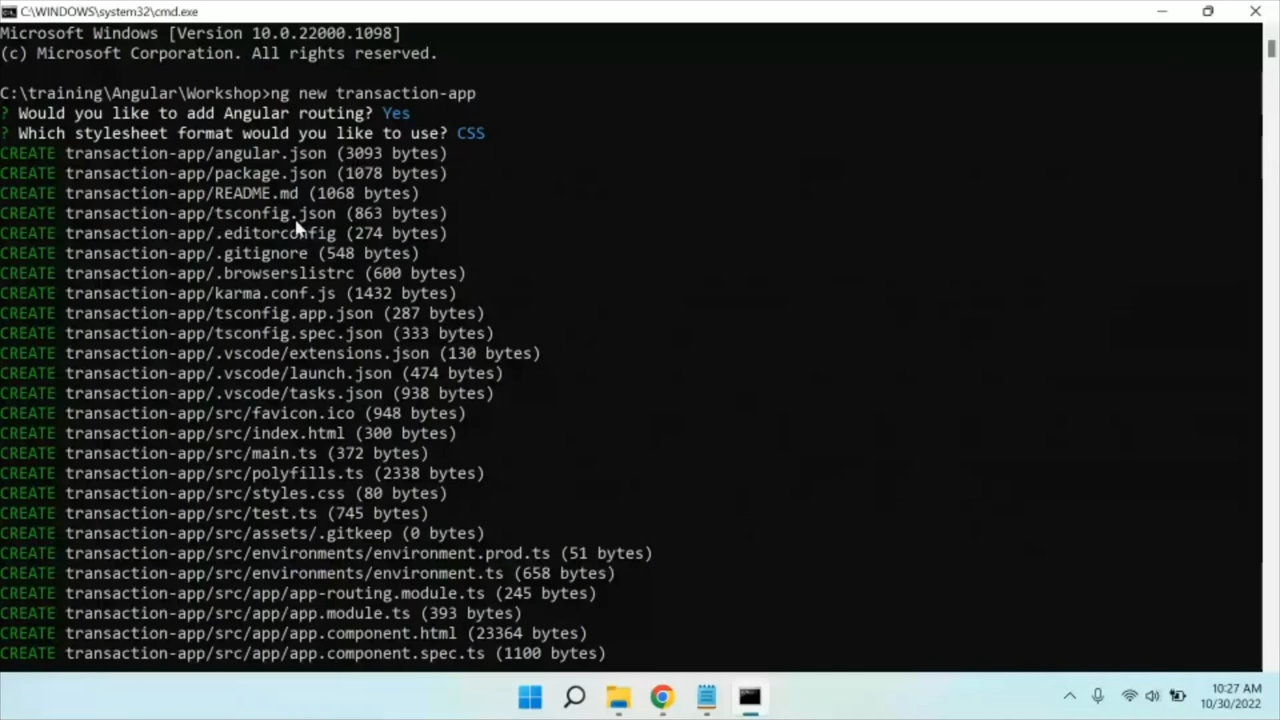 C:\WINDOWS\system32\cmd.exe
Microsoft Windows [Version 10.0.22000.1098]
(c) Microsoft Corporation. All rights reserved.
C:\training\Angular\Workshop>ng new transaction-app
? Would you like to add Angular routing? Yes
? Which stylesheet format would you like to use? CSS
CREATE transaction-app/angular.json (3093 bytes)
CREATE transaction-app/package.json (1078 bytes)
CREATE transaction-app/README.md (1068 bytes)
CREATE transaction-app/tsconfig.json (863 bytes)
CREATE transaction-app/.editorconfig (274 bytes)
CREATE transaction-app/.gitignore (548 bytes)
CREATE transaction-app/.browserslistrc (600 bytes)
CREATE transaction-app/karma.conf.js (1432 bytes)
CREATE transaction-app/tsconfig.app.json (287 bytes)
CREATE transaction-app/tsconfig.spec.json (333 bytes)
CREATE transaction-app/.vscode/extensions.json (130 bytes)
CREATE transaction-app/.vscode/launch.json (474 bytes)
CREATE transaction-app/.vscode/tasks.json (938 bytes)
CREATE transaction-app/src/favicon.ico (948 bytes)
CREATE transaction-app/src/index.html (300 bytes)
CREATE transaction-app/src/main.ts (372 bytes)
CREATE transaction-app/src/polyfills.ts (2338 bytes)
CREATE transaction-app/src/styles.css (80 bytes)
CREATE transaction-app/src/test.ts (745 bytes)
CREATE transaction-app/src/assets/.gitkeep (0 bytes)
CREATE transaction-app/src/environments/environment.prod.ts (51 bytes)
CREATE transaction-app/src/environments/environment.ts (658 bytes)
CREATE transaction-app/src/app/app-routing.module.ts (245 bytes)
CREATE transaction-app/src/app/app.module.ts (393 bytes)
CREATE transaction-app/src/app/app.component.html (23364 bytes)
CREATE transaction-app/src/app/app.component.spec.ts (1100 bytes)
10:27 AM
10/30/2022